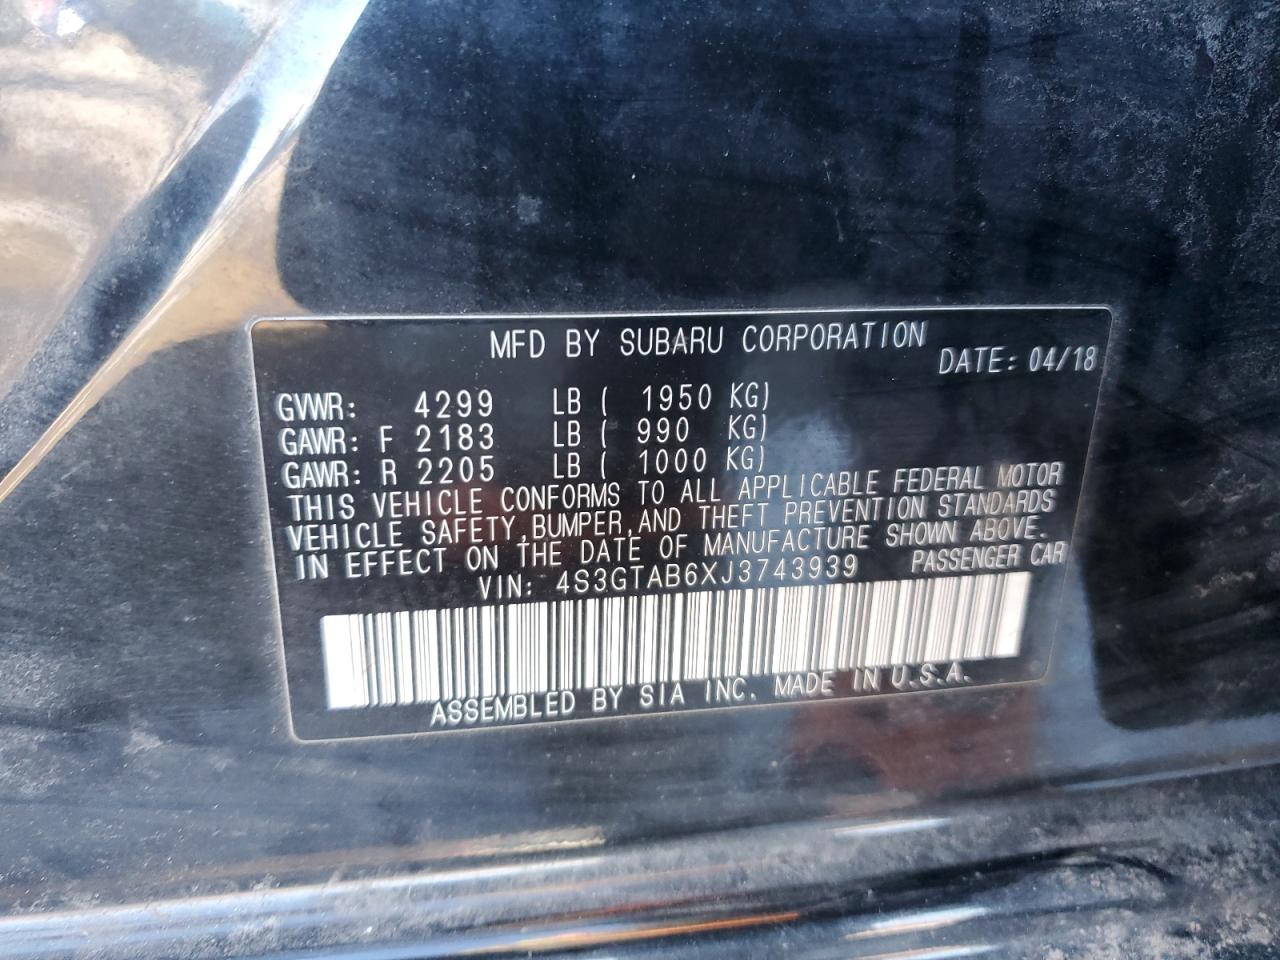 MFD BY SUBARU CORPORATION
DATE: 04/18
GVWR: 4299 LB ( 1950 KG)
GAWR: F 2183 LB ( 990 KG)
GAWR: R 2205 LB ( 1000 KG)
THIS VEHICLE CONFORMS TO ALL APPLICABLE FEDERAL MOTOR
VEHICLE SAFETY,BUMPER,AND THEFT PREVENTION STANDARDS
IN EFFECT ON THE DATE OF MANUFACTURE SHOWN ABOVE.
VIN: 4S3GTAB6XJ3743939 PASSENGER CAR
ASSEMBLED BY SIA INC. MADE IN U.S.A.